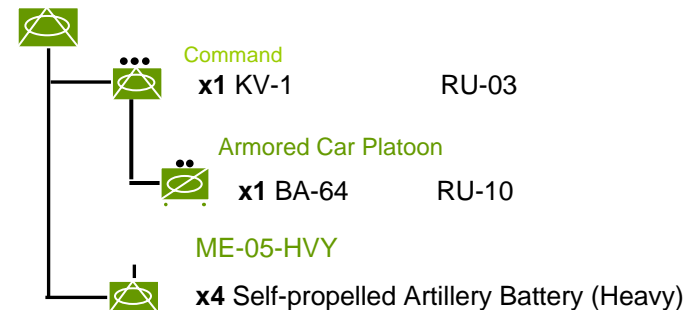 Command
x1 KV-1 RU-03
Armored Car Platoon
x1 BA-64 RU-10
ME-05-HVY
x4 Self-propelled Artillery Battery (Heavy)